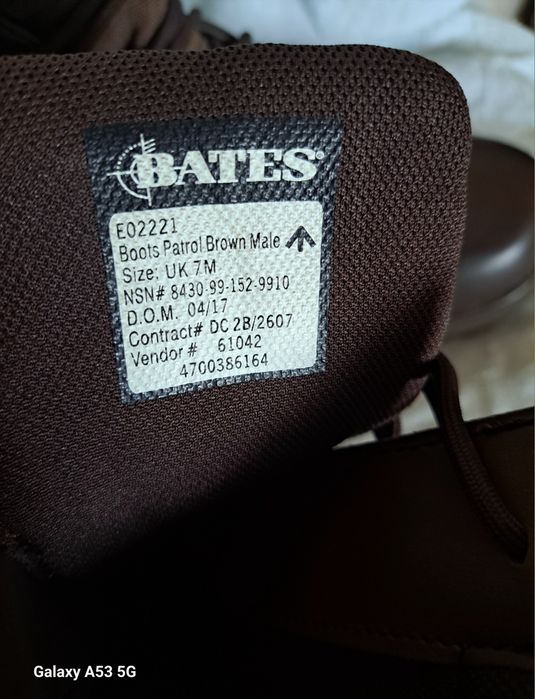 BATES®
E02221
Boots Patrol Brown Male
Size: UK 7M
NSN# 8430-99-152-9910
D.O.M. 04/17
Contract# DC 2B/2607
Vendor # 61042
4700386164
Galaxy A53 5G